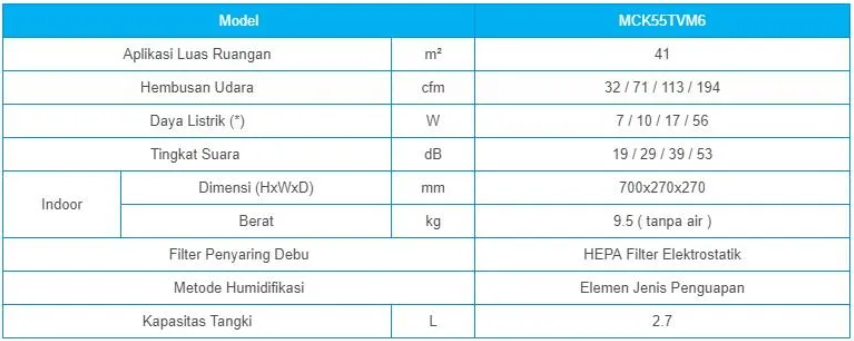 Model MCK55TVM6
Aplikasi Luas Ruangan m² 41
Hembusan Udara cfm 32 / 71 / 113 / 194
Daya Listrik (*) W 7 / 10 / 17 / 56
Tingkat Suara dB 19 / 29 / 39 / 53
Indoor Dimensi (HxWxD) mm 700x270x270
Berat kg 9.5 ( tanpa air )
Filter Penyaring Debu HEPA Filter Elektrostatik
Metode Humidifikasi Elemen Jenis Penguapan
Kapasitas Tangki L 2.7